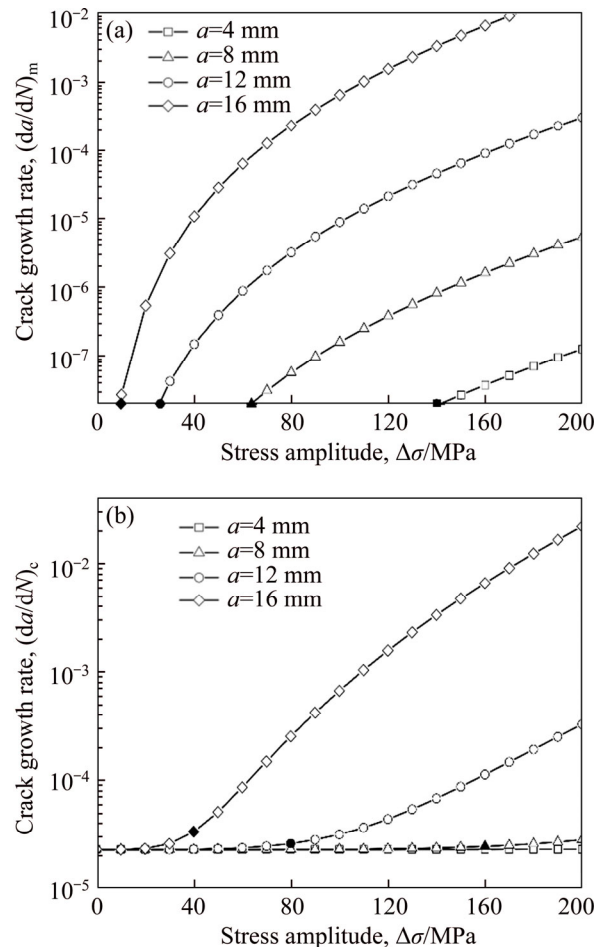 (a)
a=4 mm
a=8 mm
a=12 mm
a=16 mm
10⁻²
10⁻³
10⁻⁴
10⁻⁵
10⁻⁶
10⁻⁷
Crack growth rate, (da/dN)ₘ
0 40 80 120 160 200
Stress amplitude, Δσ/MPa
(b)
a=4 mm
a=8 mm
a=12 mm
a=16 mm
10⁻²
10⁻³
10⁻⁴
10⁻⁵
Crack growth rate, (da/dN)c
0 40 80 120 160 200
Stress amplitude, Δσ/MPa